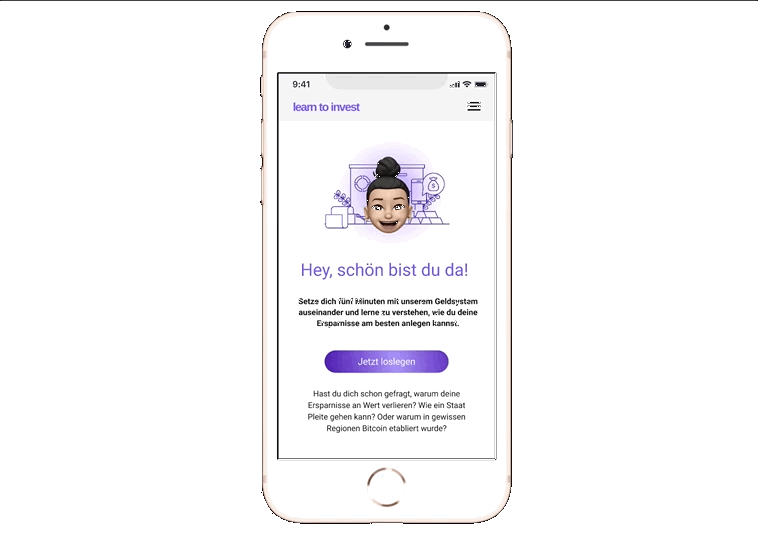 9:41
learn to invest
Hey, schön bist du da!
Setze dich fünf Minuten mit unserem Geldsystem
auseinander und lerne zu verstehen, wie du deine
Ersparnisse am besten anlegen kannst.
Jetzt loslegen
Hast du dich schon gefragt, warum deine
Ersparnisse an Wert verlieren? Wie ein Staat
Pleite gehen kann? Oder warum in gewissen
Regionen Bitcoin etabliert wurde?